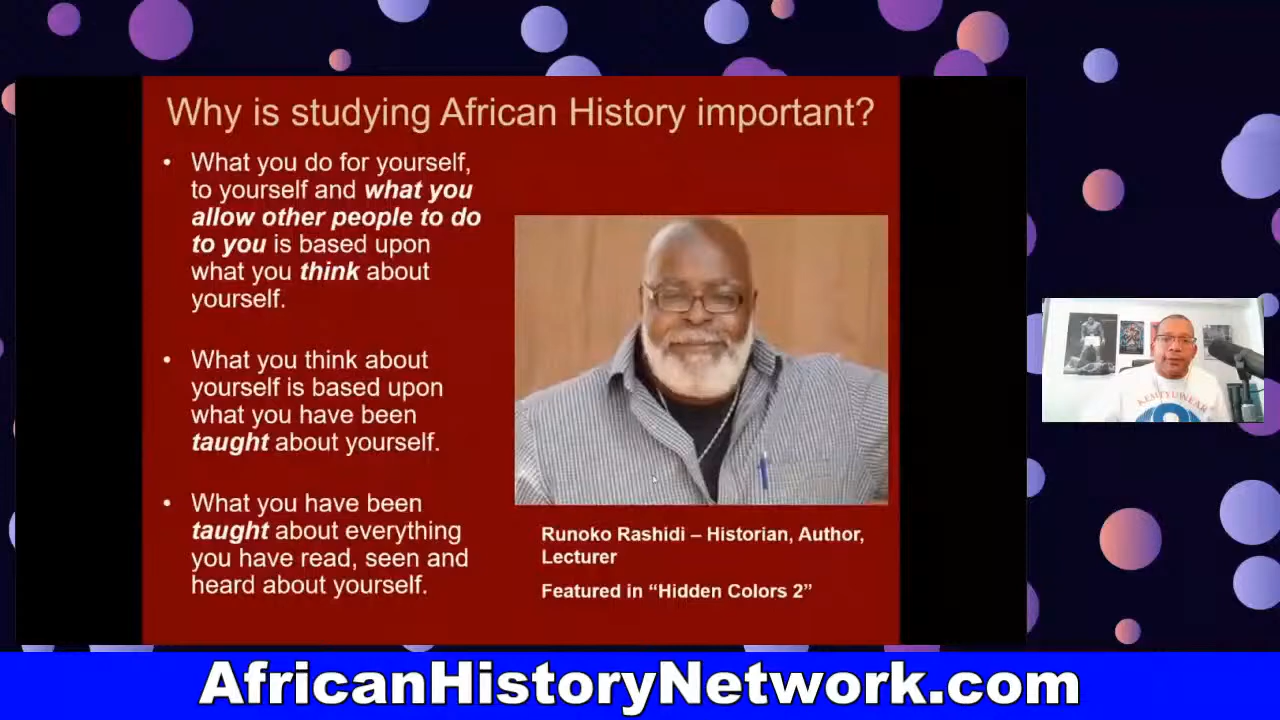 Why is studying African History important?
• What you do for yourself,
to yourself and what you
allow other people to do
to you is based upon
what you think about
yourself.
• What you think about
yourself is based upon
what you have been
taught about yourself.
• What you have been
taught about everything
you have read, seen and
heard about yourself.
Runoko Rashidi – Historian, Author,
Lecturer
Featured in “Hidden Colors 2”
AfricanHistoryNetwork.com